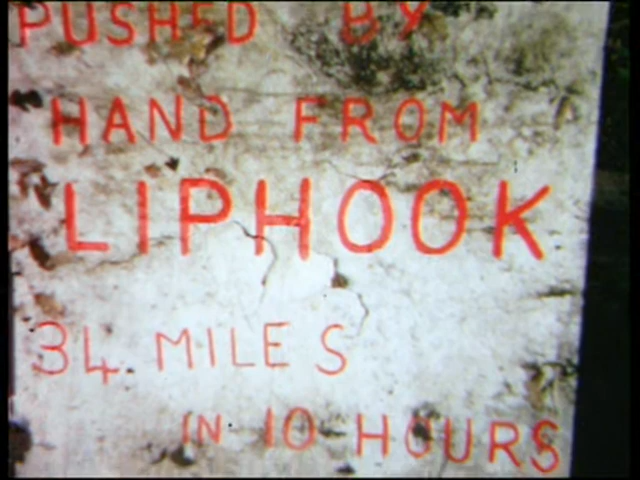 PUSHED BY
HAND FROM
LIPHOOK
34 MILES
IN 10 HOURS